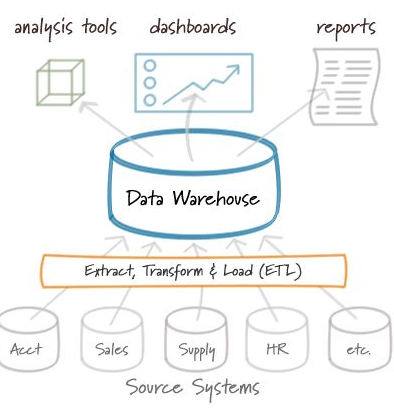 analysis tools
dashboards
reports
Data Warehouse
Extract, Transform & Load (ETL)
Acct
Sales
Supply
HR
etc.
Source Systems